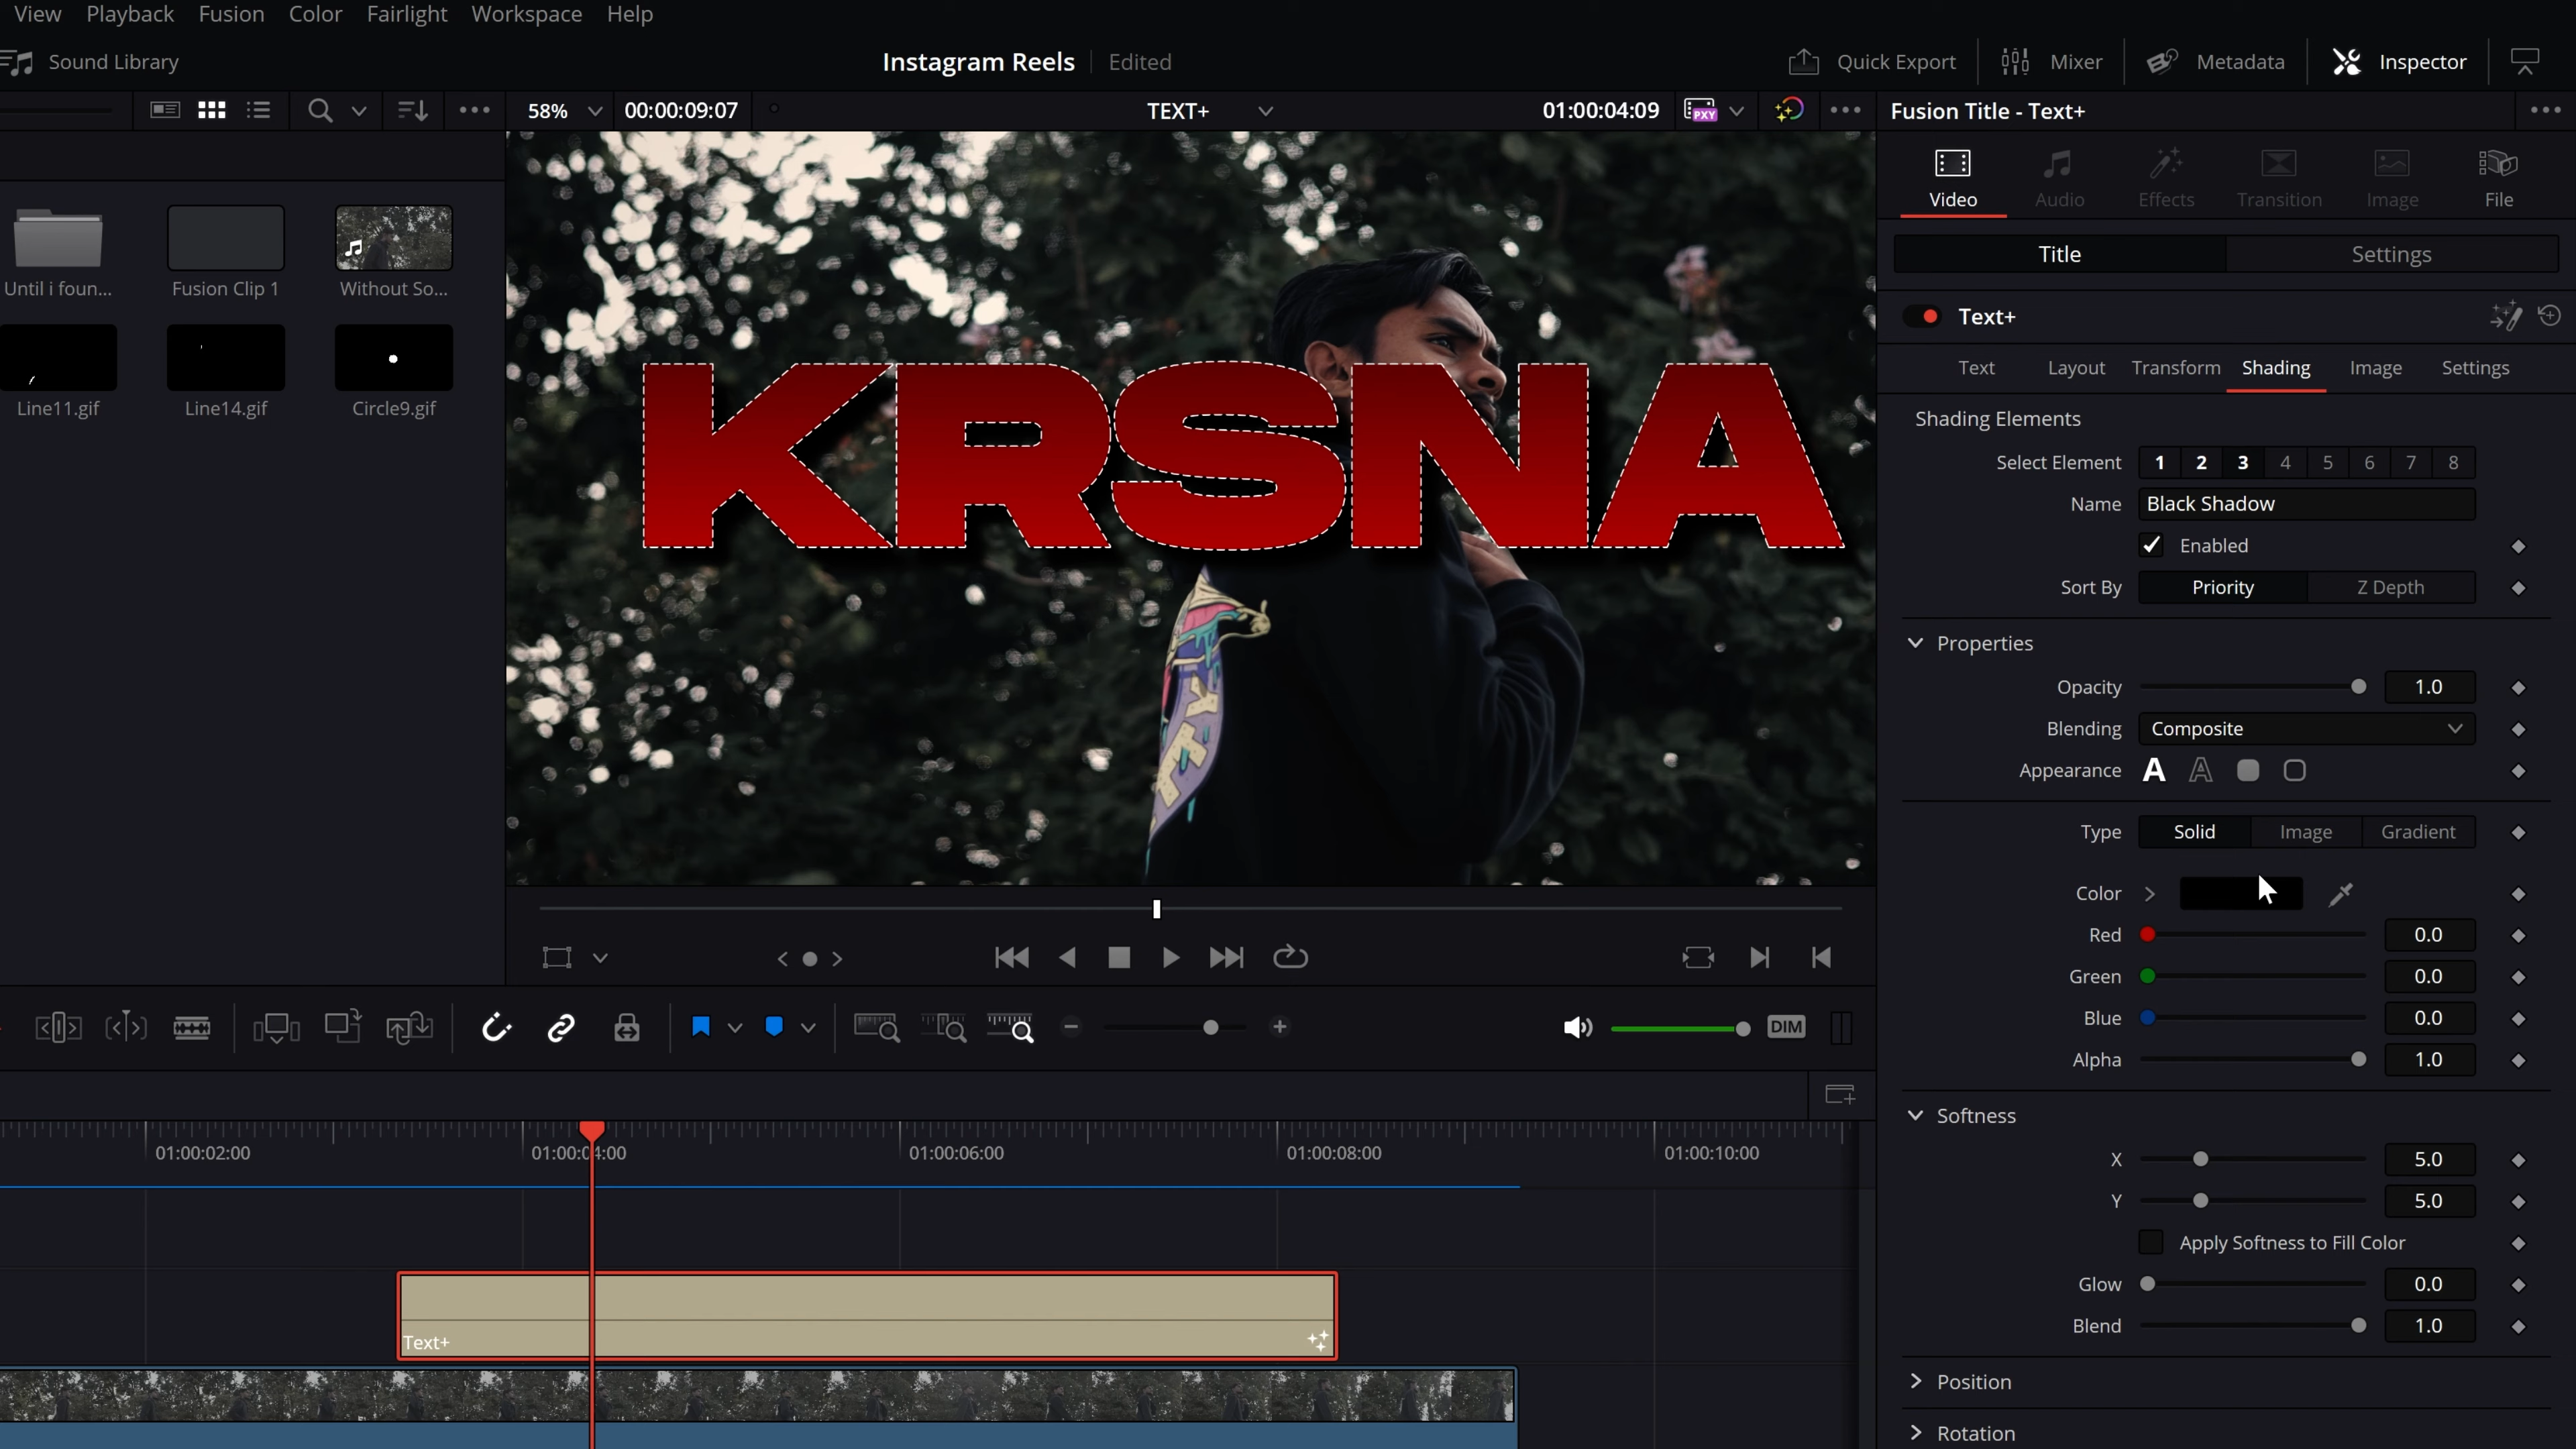 View Playback Fusion Color Fairlight Workspace Help
Sound Library
Instagram Reels Edited
Quick Export Mixer Metadata Inspector
58% 00:00:09:07 TEXT+ 01:00:04:09 PXY
Fusion Title - Text+
Video Audio Effects Transition Image File
Title Settings
Until i foun... Fusion Clip 1 Without So...
Text+
Text Layout Transform Shading Image Settings
Line11.gif Line14.gif Circle9.gif
KRSNA
Shading Elements
Select Element 1 2 3 4 5 6 7 8
Name Black Shadow
Enabled
Sort By Priority Z Depth
Properties
Opacity 1.0
Blending Composite
Appearance A A
Type Solid Image Gradient
Color
Red 0.0
Green 0.0
Blue 0.0
Alpha 1.0
DIM
Softness
X 5.0
Y 5.0
Apply Softness to Fill Color
Glow 0.0
Blend 1.0
Position
Rotation
01:00:02:00 01:00:04:00 01:00:06:00 01:00:08:00 01:00:10:00
Text+